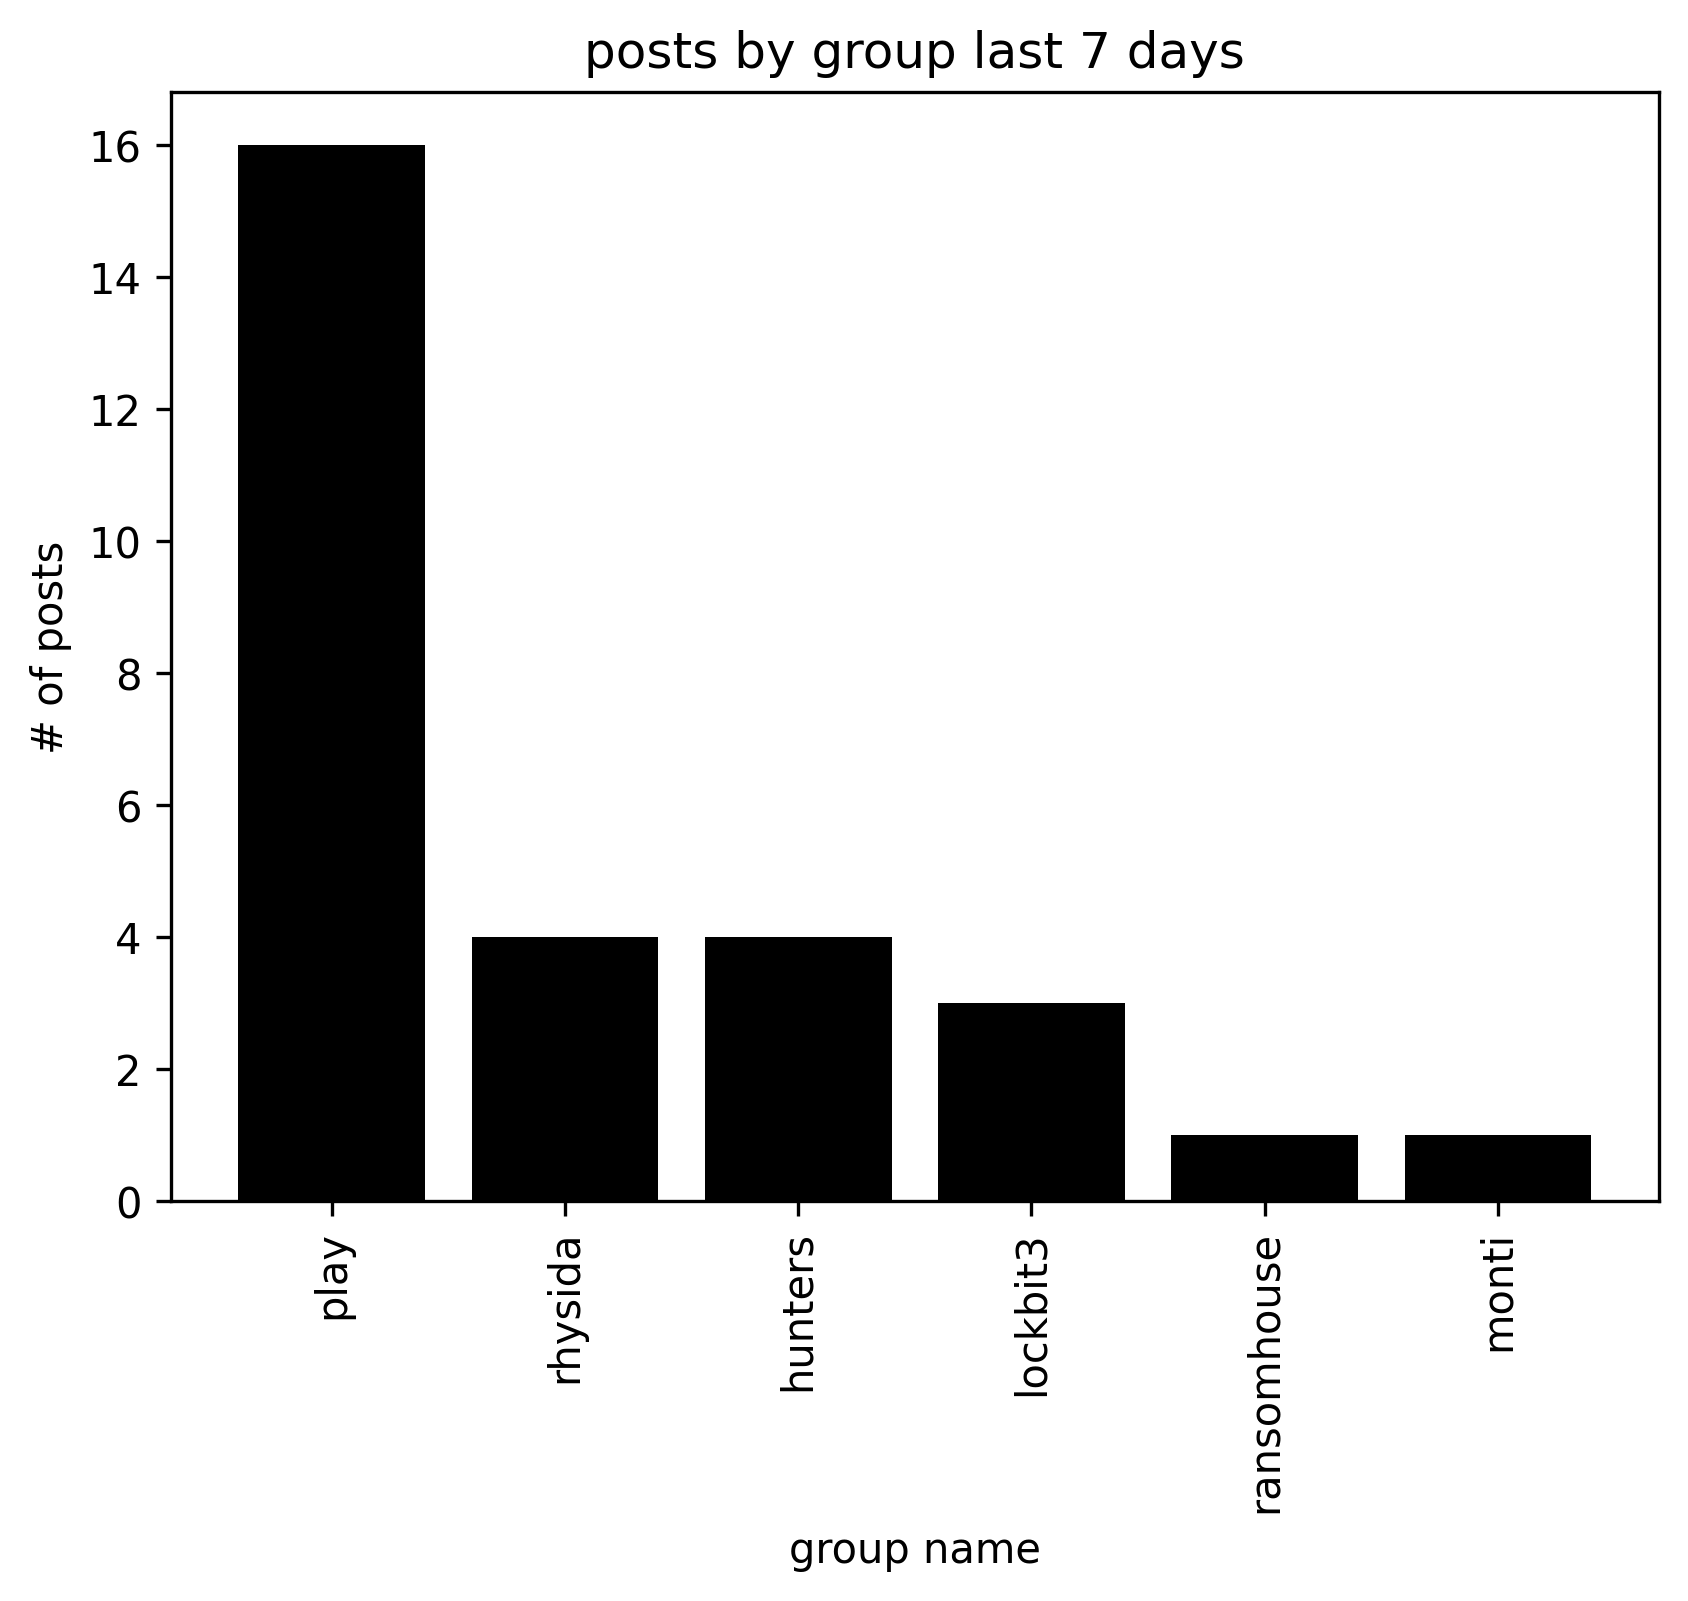 posts by group last 7 days
# of posts
16
14
12
10
8
6
4
2
0
play
rhysida
hunters
lockbit3
ransomhouse
monti
group name